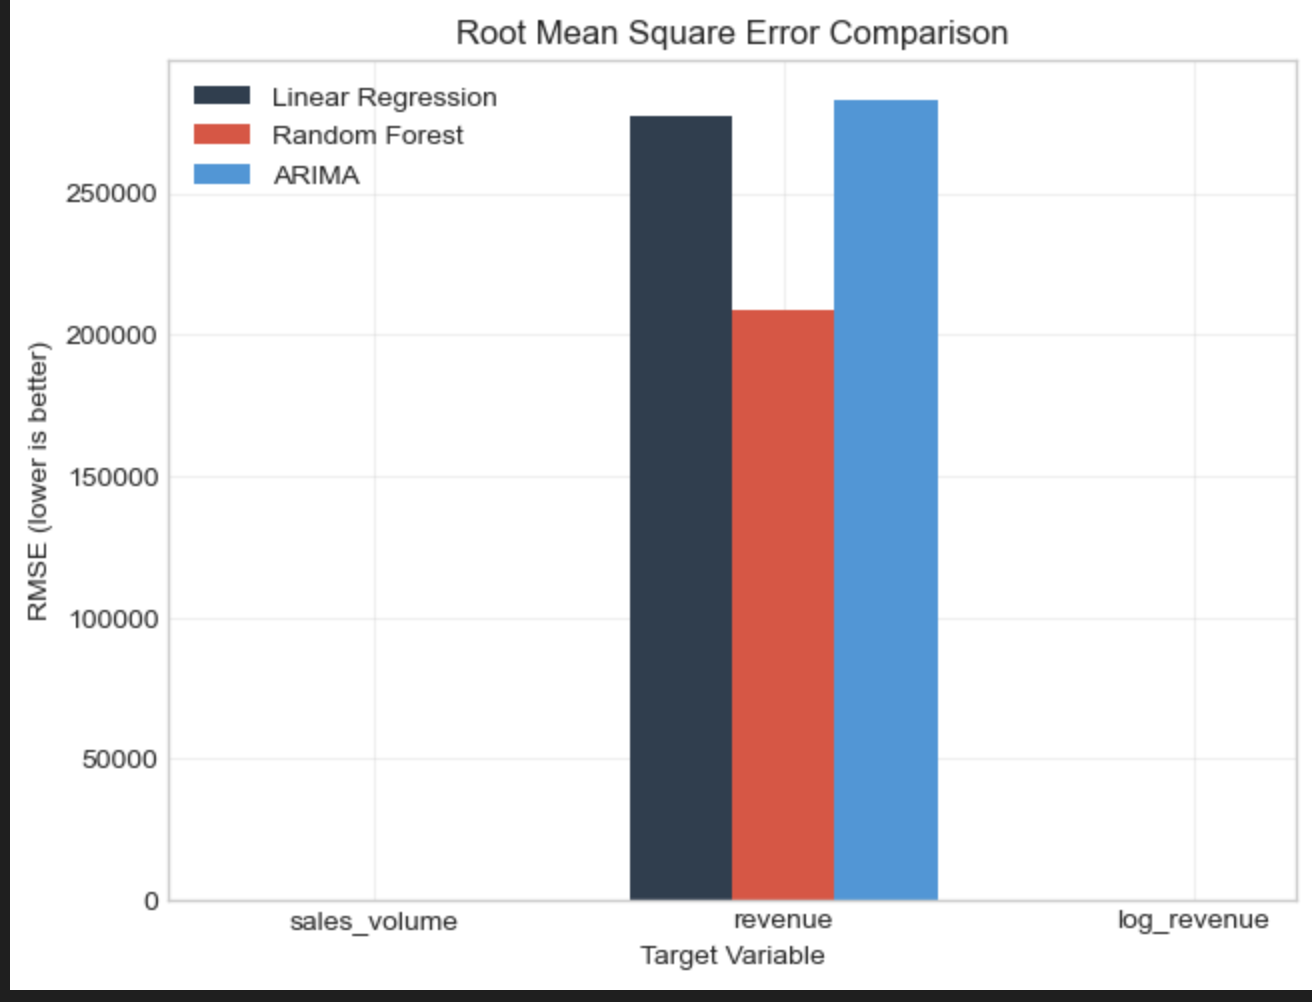 Root Mean Square Error Comparison
Linear Regression
Random Forest
ARIMA
250000
200000
150000
100000
50000
0
RMSE (lower is better)
sales_volume revenue log_revenue
Target Variable